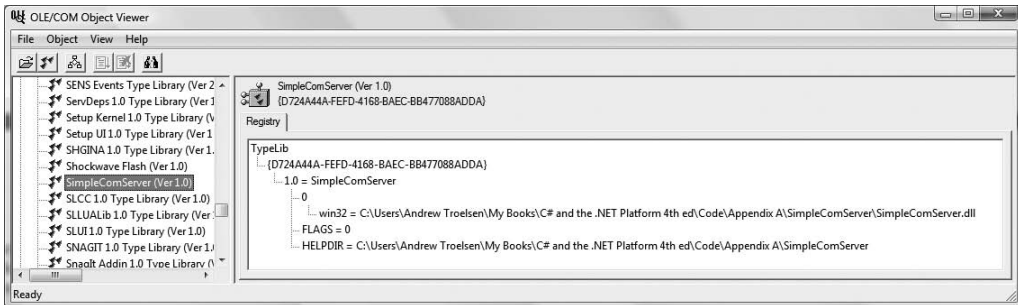 OLE/COM Object Viewer
File Object View Help
SENS Events Type Library (Ver 2
ServDeps 1.0 Type Library (Ver 1
Setup Kernel 1.0 Type Library (V
Setup UI 1.0 Type Library (Ver 1
SHGINA 1.0 Type Library (Ver 1.
Shockwave Flash (Ver 1.0)
SimpleComServer (Ver 1.0)
SLCC 1.0 Type Library (Ver 1.0)
SLLUALib 1.0 Type Library (Ver
SLUI 1.0 Type Library (Ver 1.0)
SNAGIT 1.0 Type Library (Ver 1.
SnagIt Addin 1.0 Type Library (V
SimpleComServer (Ver 1.0)
{D724A44A-FEFD-4168-BAEC-BB477088ADDA}
Registry
TypeLib
{D724A44A-FEFD-4168-BAEC-BB477088ADDA}
1.0 = SimpleComServer
0
win32 = C:\Users\Andrew Troelsen\My Books\C# and the .NET Platform 4th ed\Code\Appendix A\SimpleComServer\SimpleComServer.dll
FLAGS = 0
HELPDIR = C:\Users\Andrew Troelsen\My Books\C# and the .NET Platform 4th ed\Code\Appendix A\SimpleComServer
Ready